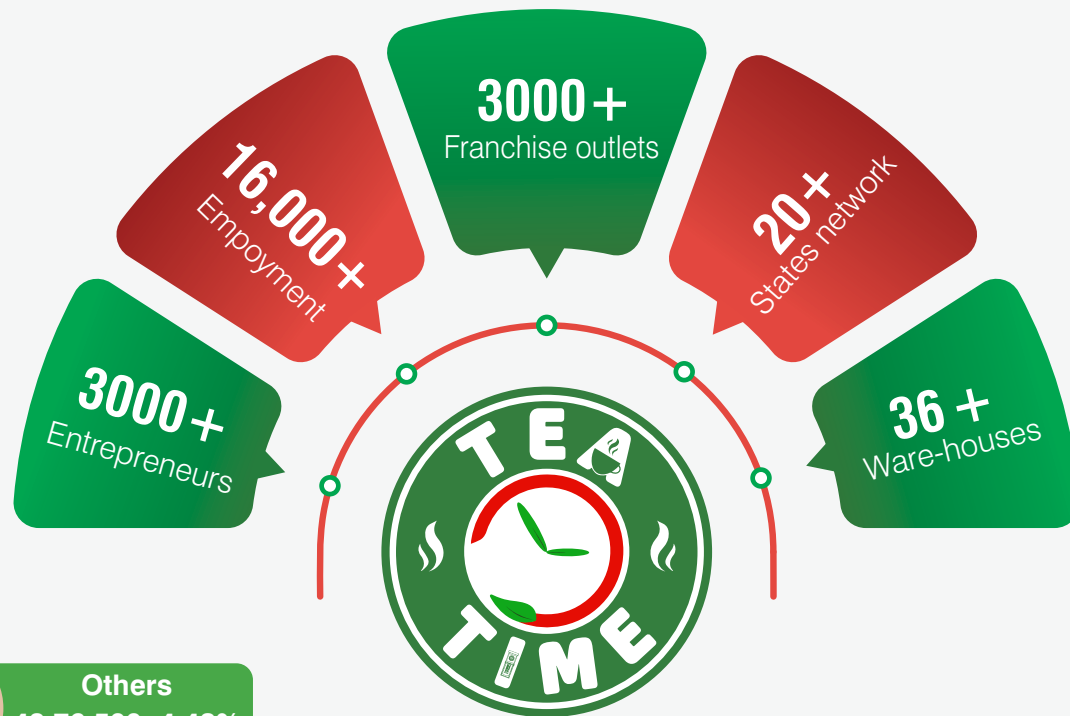 3000+
Entrepreneurs
16,000+
Empoyment
3000+
Franchise outlets
20+
States network
36 +
Ware-houses
TEA
TIME
Others